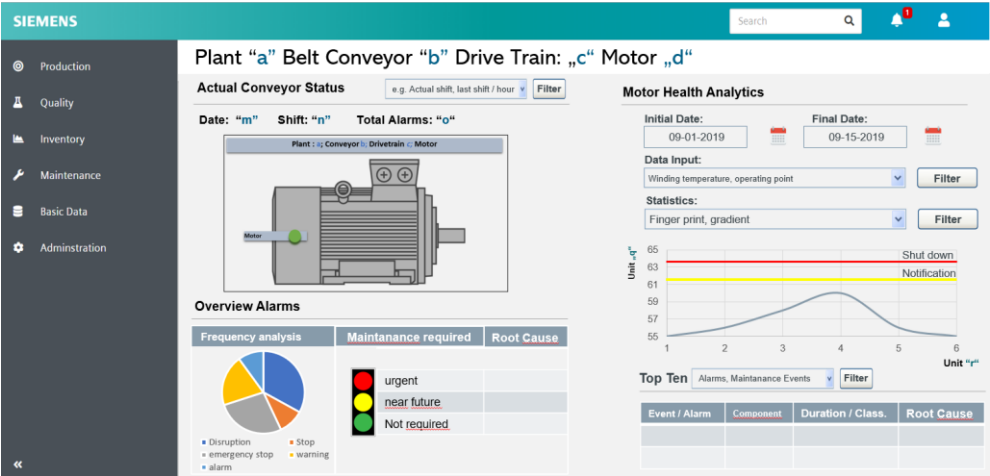 SIEMENS
Search
1
Production
Quality
Inventory
Maintenance
Basic Data
Adminstration
«
Plant “a” Belt Conveyor “b” Drive Train: „c“ Motor „d“
Actual Conveyor Status
e.g. Actual shift, last shift / hour
Filter
Date: “m” Shift: “n” Total Alarms: “o“
Plant : a; Conveyor b; Drivetrain c; Motor
Motor
Overview Alarms
Frequency analysis
Disruption
Stop
emergency stop
warning
alarm
Maintanance required
Root Cause
urgent
near future
Not required
Motor Health Analytics
Initial Date:
Final Date:
09-01-2019
09-15-2019
Data Input:
Winding temperature, operating point
Filter
Statistics:
Finger print, gradient
Filter
Unit „q“
65
63
61
59
57
55
Shut down
Notification
1 2 3 4 5 6
Unit “r“
Top Ten
Alarms, Maintanance Events
Filter
Event / Alarm
Component
Duration / Class.
Root Cause